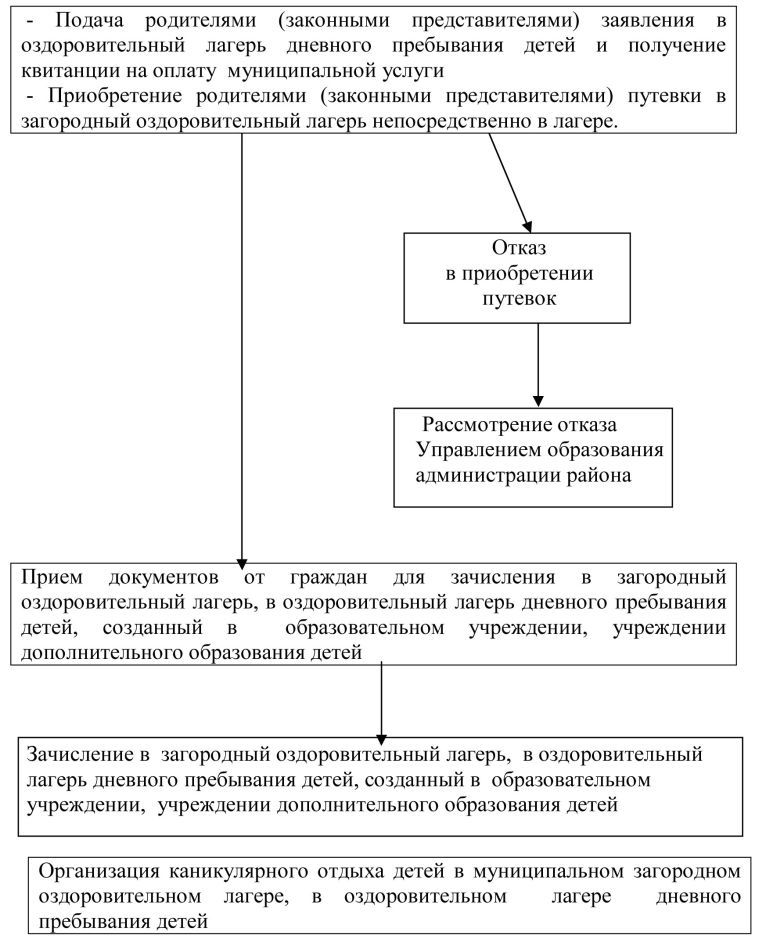 - Подача родителями (законными представителями) заявления в
оздоровительный лагерь дневного пребывания детей и получение
квитанции на оплату муниципальной услуги
- Приобретение родителями (законными представителями) путевки в
загородный оздоровительный лагерь непосредственно в лагере.
Отказ
в приобретении
путевок
Рассмотрение отказа
Управлением образования
администрации района
Прием документов от граждан для зачисления в загородный
оздоровительный лагерь, в оздоровительный лагерь дневного пребывания
детей, созданный в образовательном учреждении, учреждении
дополнительного образования детей
Зачисление в загородный оздоровительный лагерь, в оздоровительный
лагерь дневного пребывания детей, созданный в образовательном
учреждении, учреждении дополнительного образования детей
Организация каникулярного отдыха детей в муниципальном загородном
оздоровительном лагере, в оздоровительном лагере дневного
пребывания детей